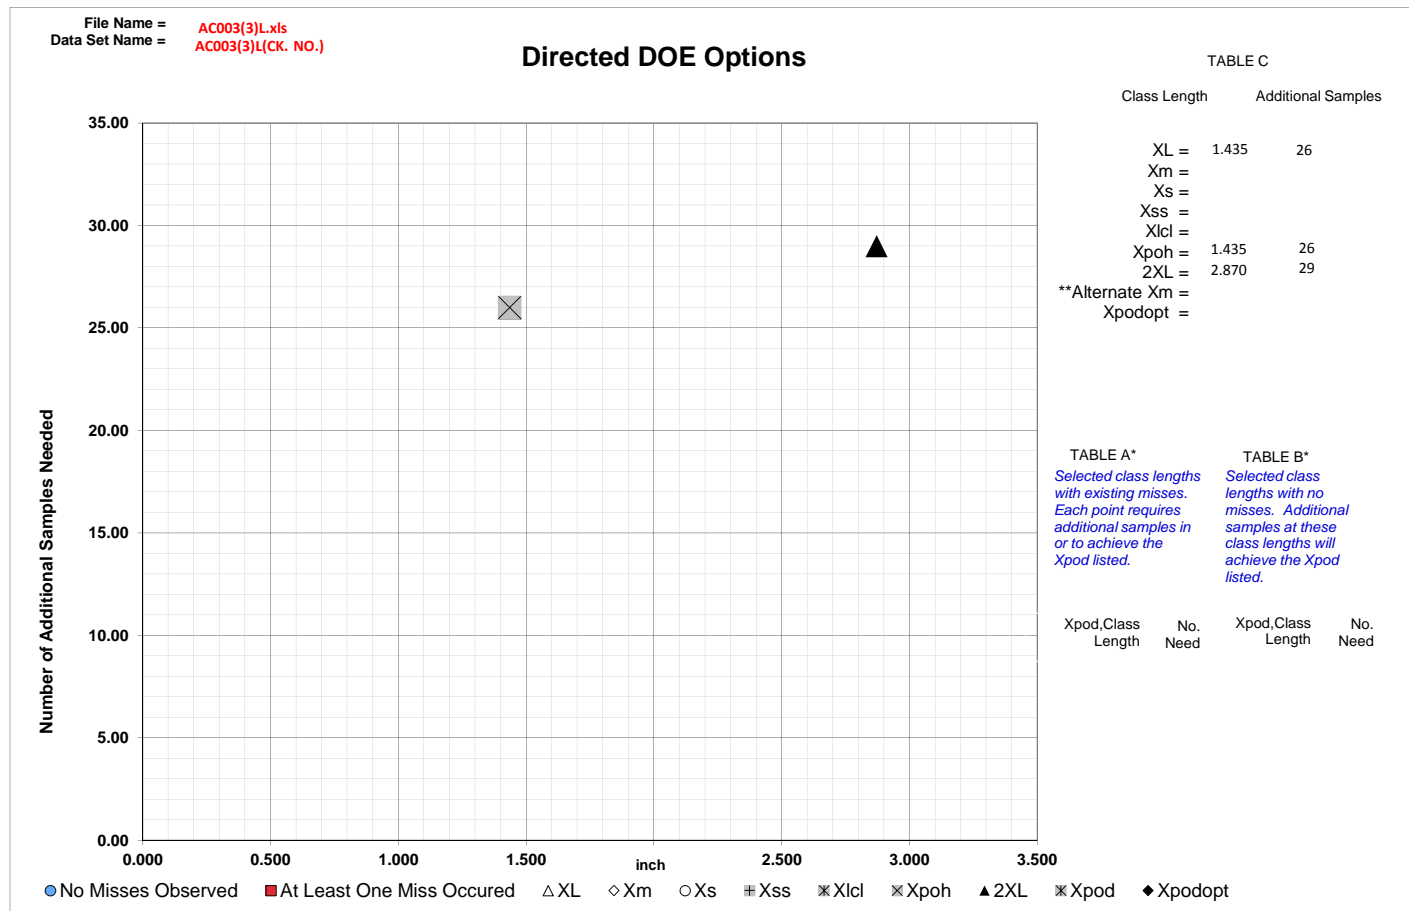 File Name = AC003(3)L.xls
Data Set Name = AC003(3)L(CK. NO.)
Directed DOE Options
TABLE C
Class Length Additional Samples
XL = 1.435 26
Xm =
Xs =
Xss =
Xlcl =
Xpoh = 1.435 26
2XL = 2.870 29
**Alternate Xm =
Xpodopt =
TABLE A*
Selected class lengths
with existing misses.
Each point requires
additional samples in
or to achieve the
Xpod listed.
TABLE B*
Selected class
lengths with no
misses. Additional
samples at these
class lengths will
achieve the Xpod
listed.
Xpod,Class Length No. Need
Xpod,Class Length No. Need
Number of Additional Samples Needed
35.00
30.00
25.00
20.00
15.00
10.00
5.00
0.00
0.000 0.500 1.000 1.500 2.500 3.000 3.500
inch
No Misses Observed At Least One Miss Occured XL Xm Xs Xss Xlcl Xpoh 2XL Xpod Xpodopt